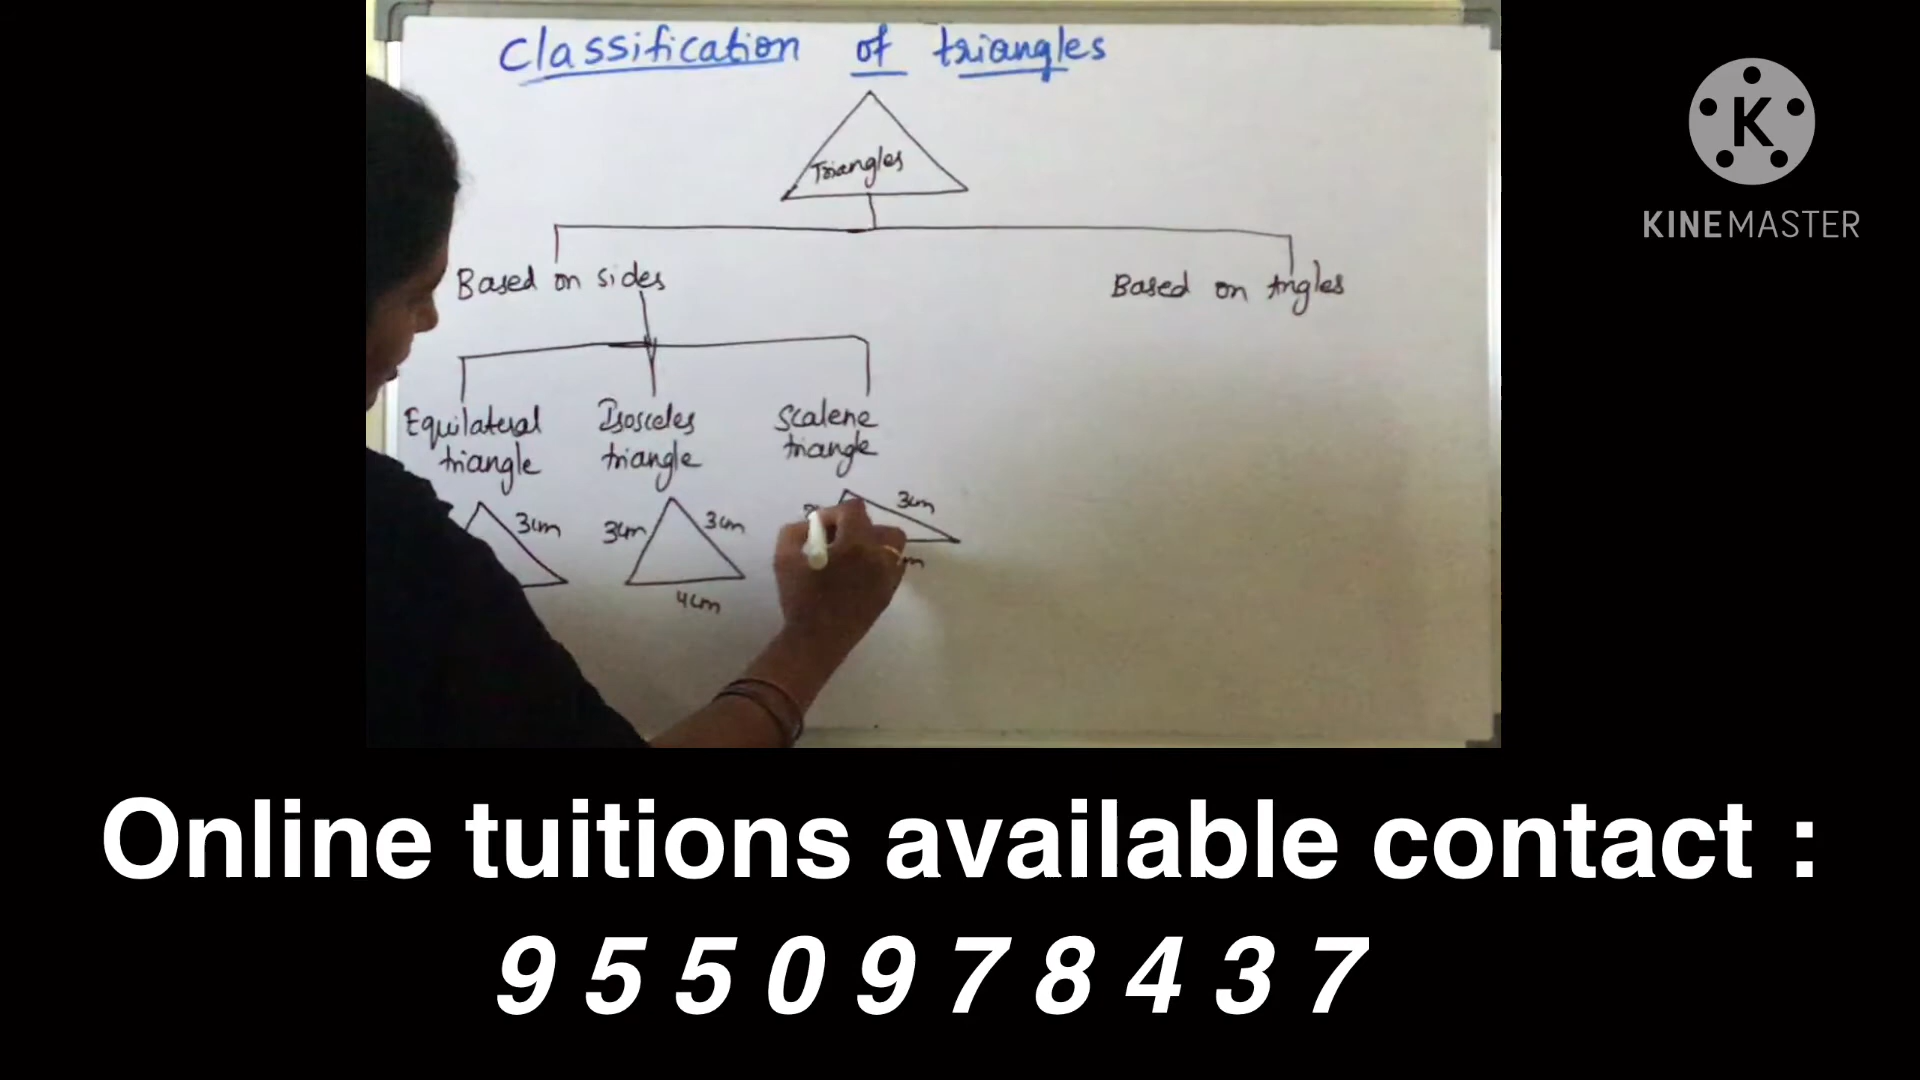 Classification of triangles
K
KINEMASTER
Triangles
Based on sides
Based on Angles
Equilateral
triangle
Isosceles
triangle
Scalene
triangle
3cm
3cm
3cm
4cm
3cm
Online tuitions available contact :
9 5 5 0 9 7 8 4 3 7